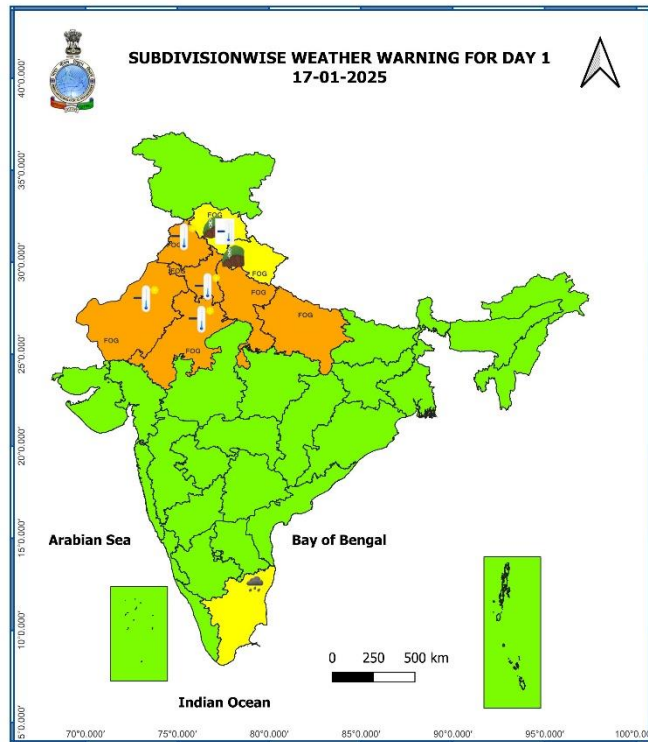 SUBDIVISIONWISE WEATHER WARNING FOR DAY 1
17-01-2025
40°0.000'
35°0.000'
30°0.000'
25°0.000'
20°0.000'
15°0.000'
10°0.000'
5°0.000'
FOG
FOG
FOG
FOG
FOG
FOG
FOG
Arabian Sea
Bay of Bengal
Indian Ocean
0 250 500 km
70°0.000' 75°0.000' 80°0.000' 85°0.000' 90°0.000' 95°0.000'